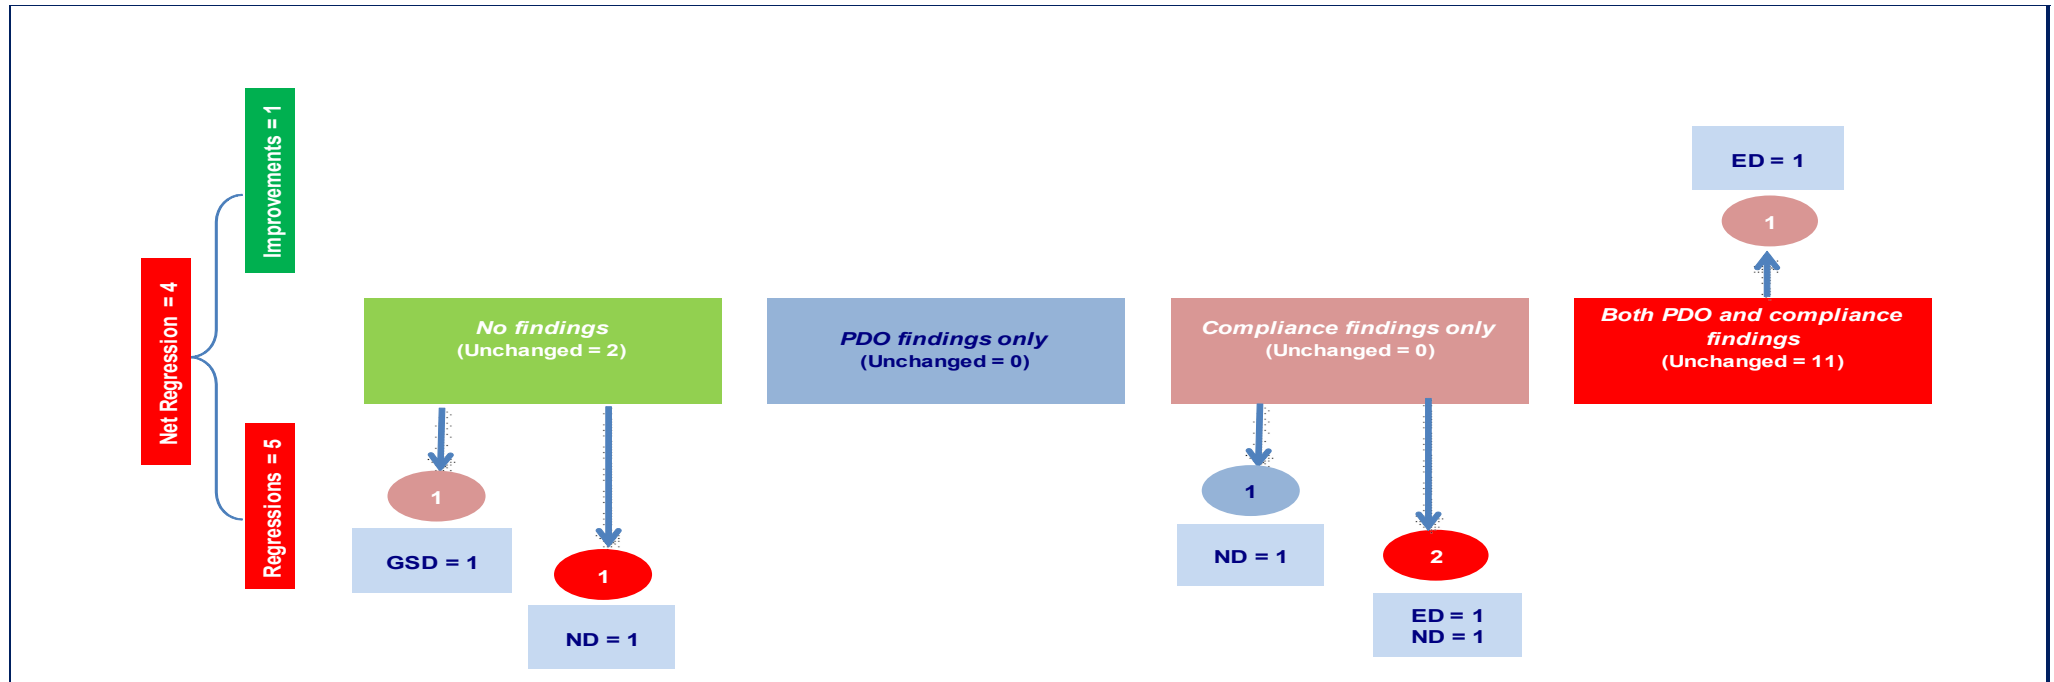 Net Regression = 4
Improvements = 1
Regressions = 5
No findings
(Unchanged = 2)
1
GSD = 1
1
ND = 1
PDO findings only
(Unchanged = 0)
Compliance findings only
(Unchanged = 0)
1
ND = 1
2
ED = 1
ND = 1
ED = 1
1
Both PDO and compliance
findings
(Unchanged = 11)